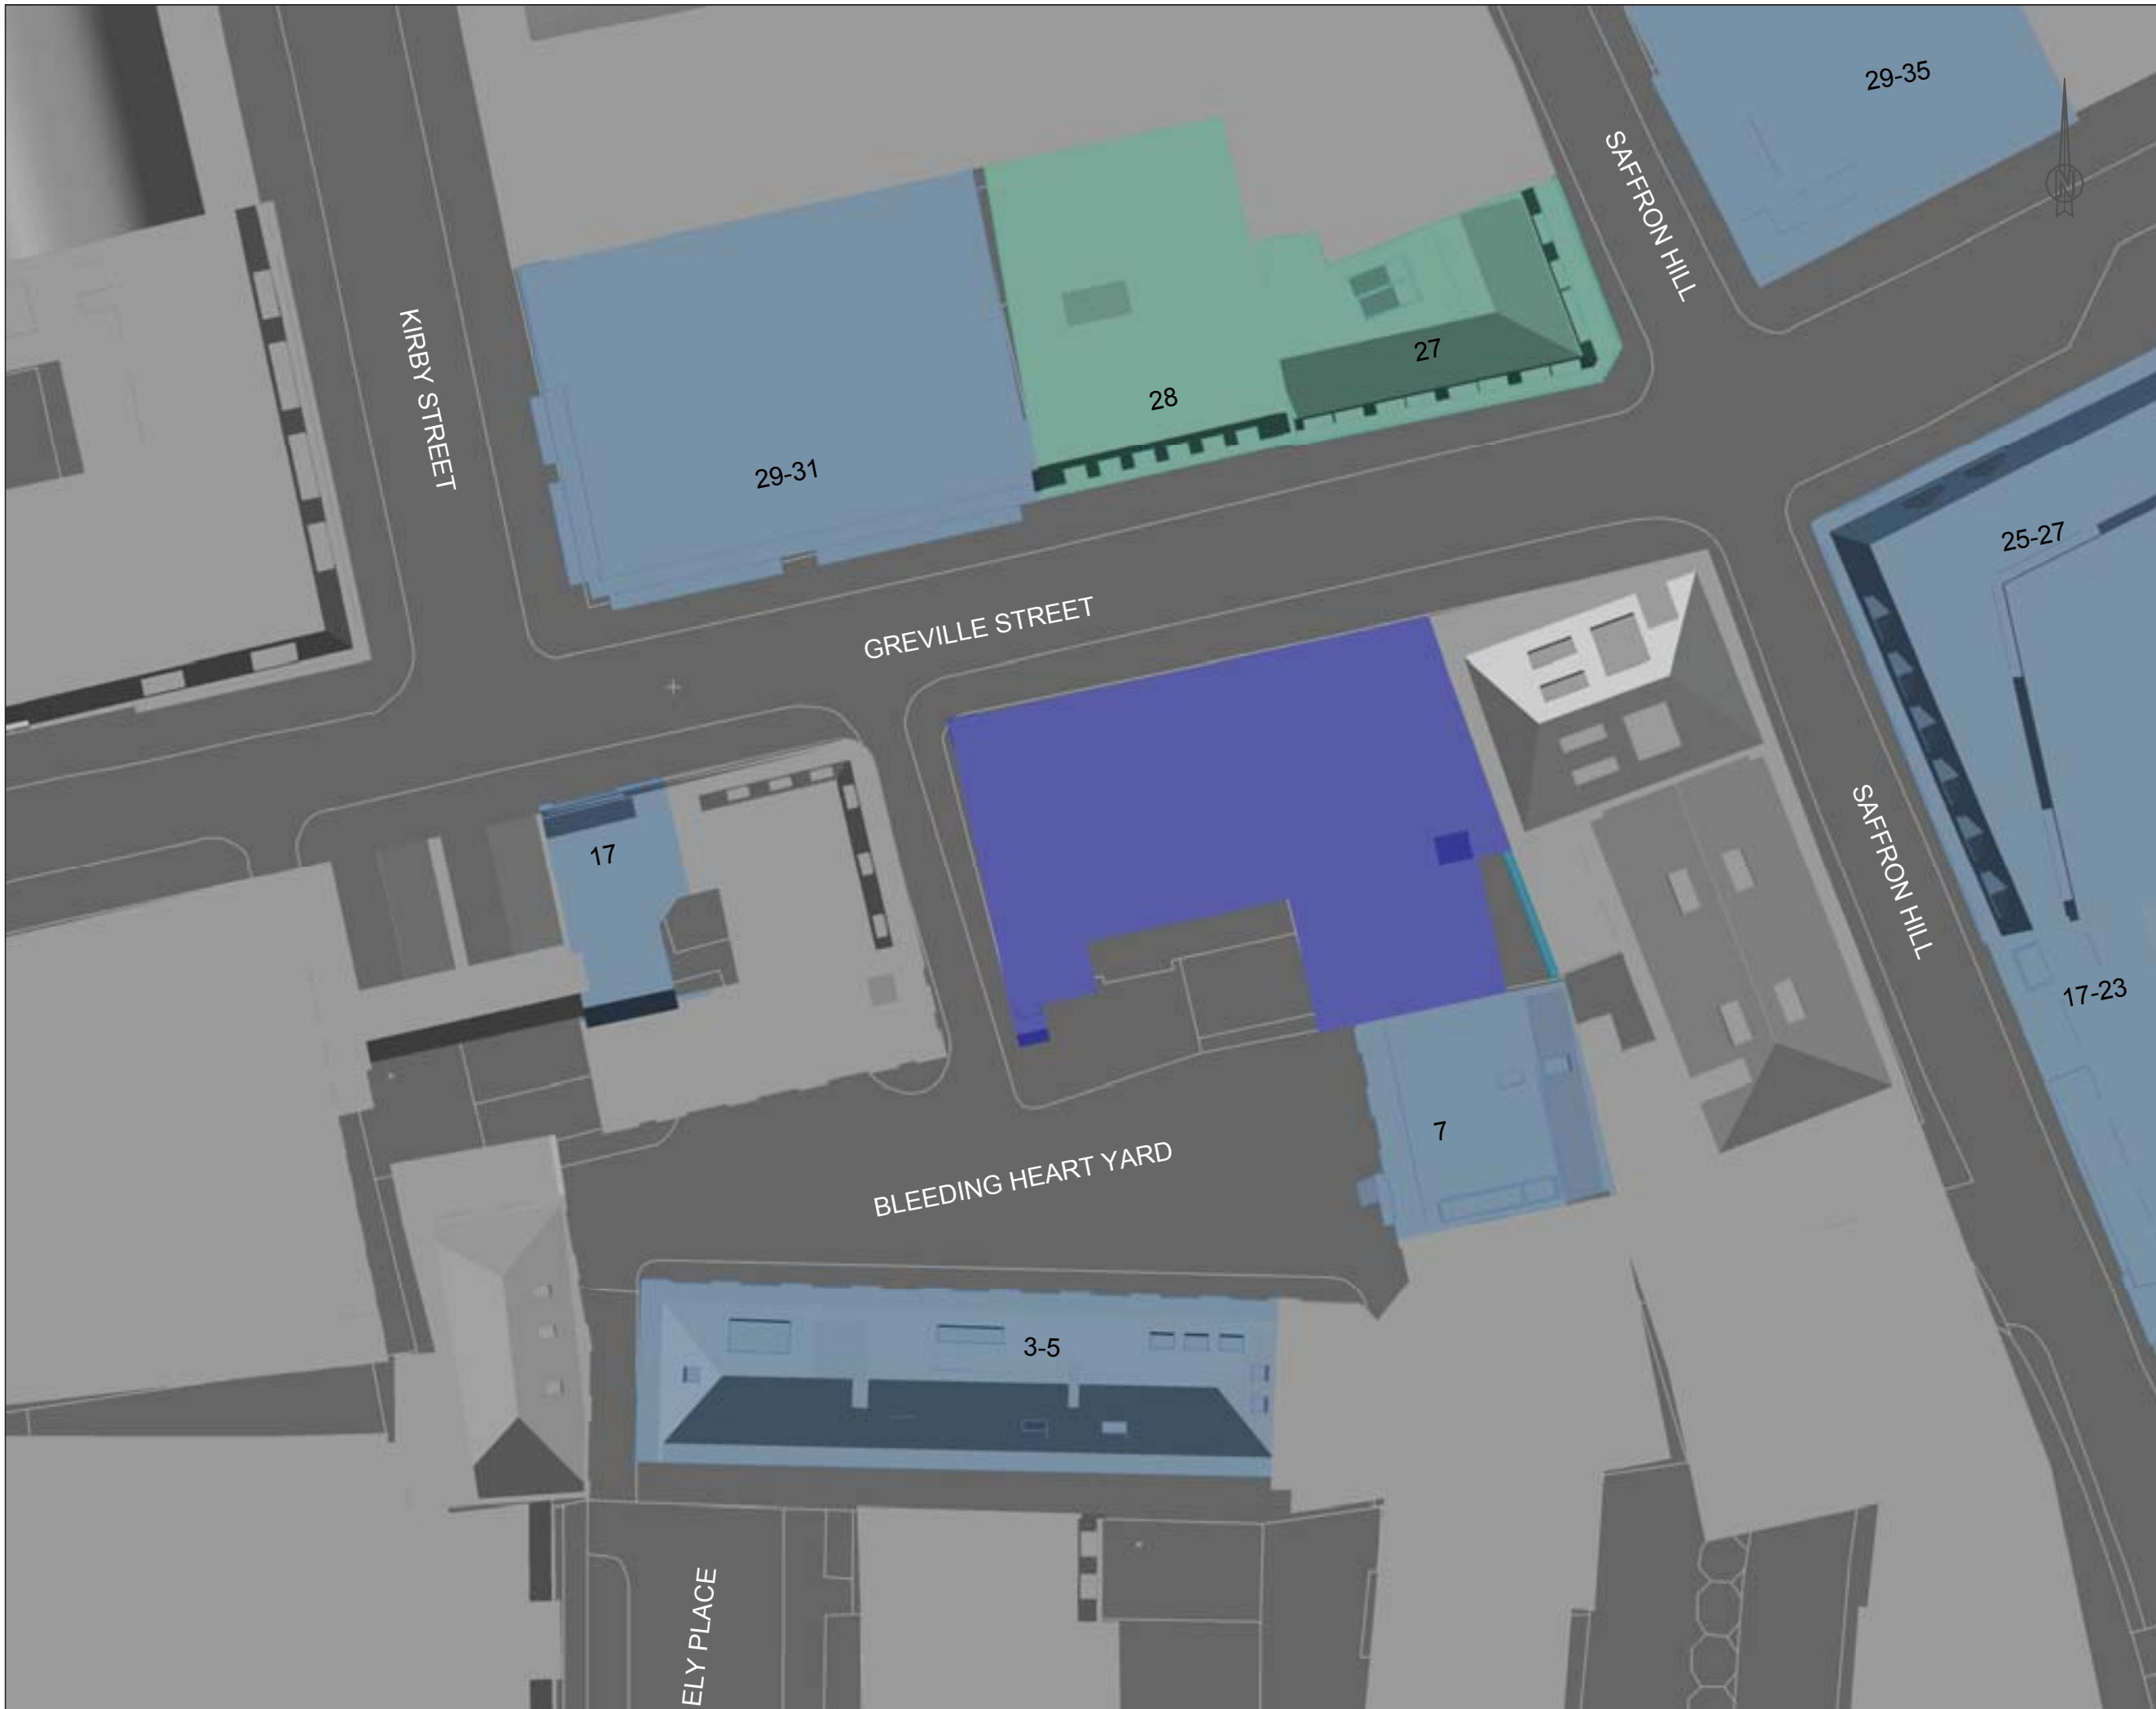 29-35
SAFFRON HILL
N
KIRBY STREET
27
28
29-31
25-27
GREVILLE STREET
17
SAFFRON HILL
17-23
7
BLEEDING HEART YARD
3-5
ELY PLACE